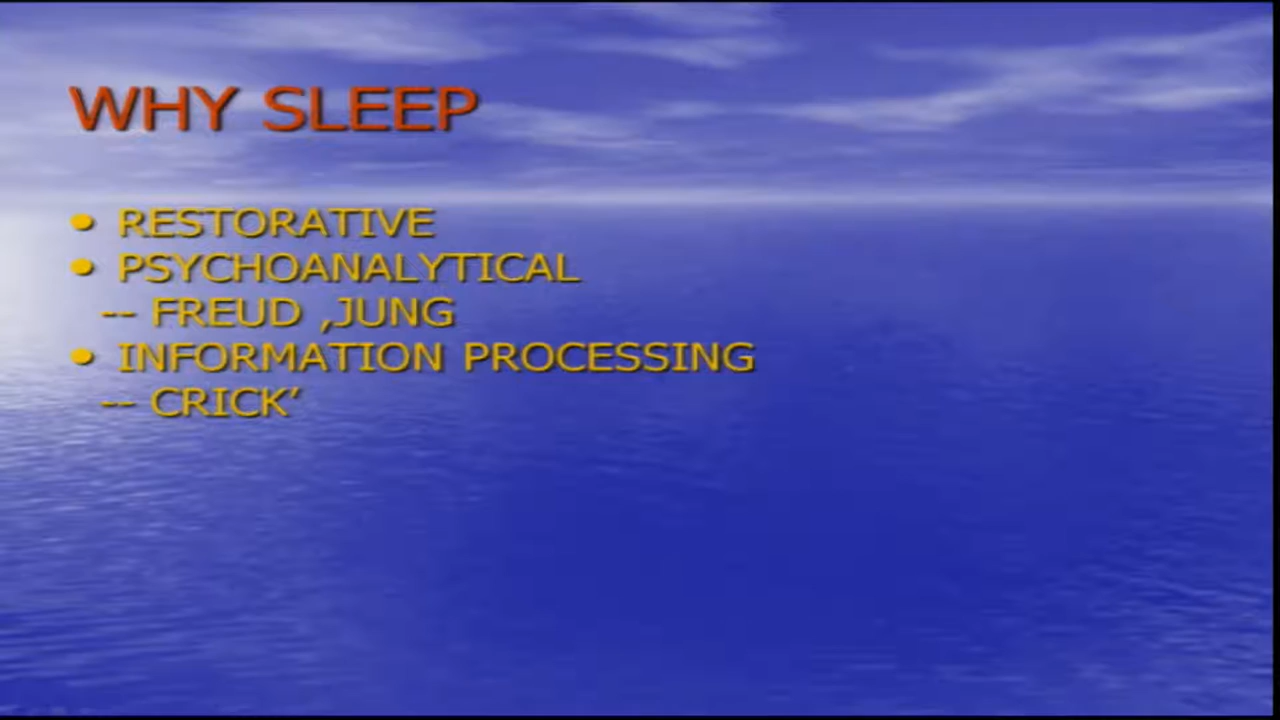 WHY SLEEP
• RESTORATIVE
• PSYCHOANALYTICAL
-- FREUD ,JUNG
• INFORMATION PROCESSING
-- CRICK’